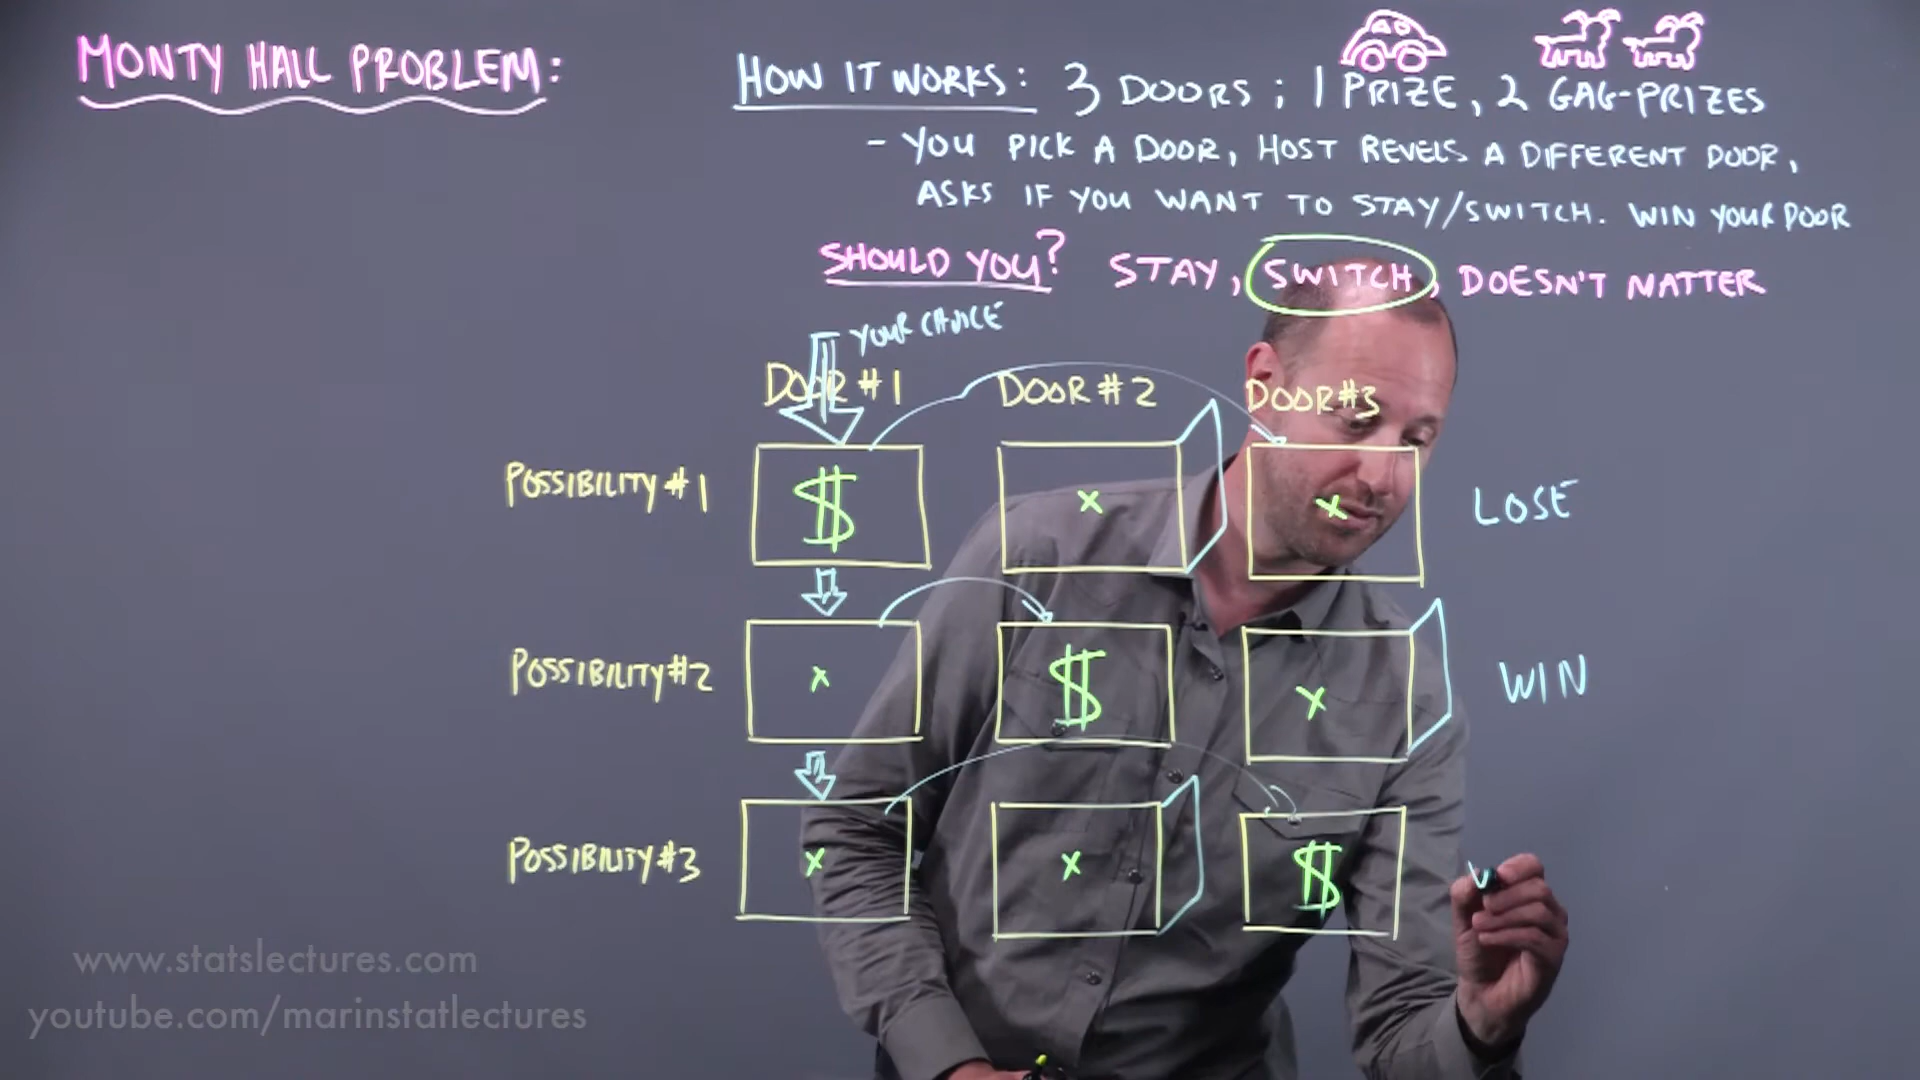 MONTY HALL PROBLEM:
HOW IT WORKS: 3 DOORS; 1 PRIZE, 2 GAG-PRIZES
- YOU PICK A DOOR, HOST REVELS A DIFFERENT DOOR,
ASKS IF YOU WANT TO STAY/SWITCH. WIN YOUR DOOR
SHOULD YOU? STAY, SWITCH, DOESN'T MATTER
YOUR CHOICE
DOOR #1 DOOR #2 DOOR #3
POSSIBILITY #1 $ x x LOSE
POSSIBILITY #2 x $ x WIN
POSSIBILITY #3 x x $
www.statslectures.com
youtube.com/marinstatlectures